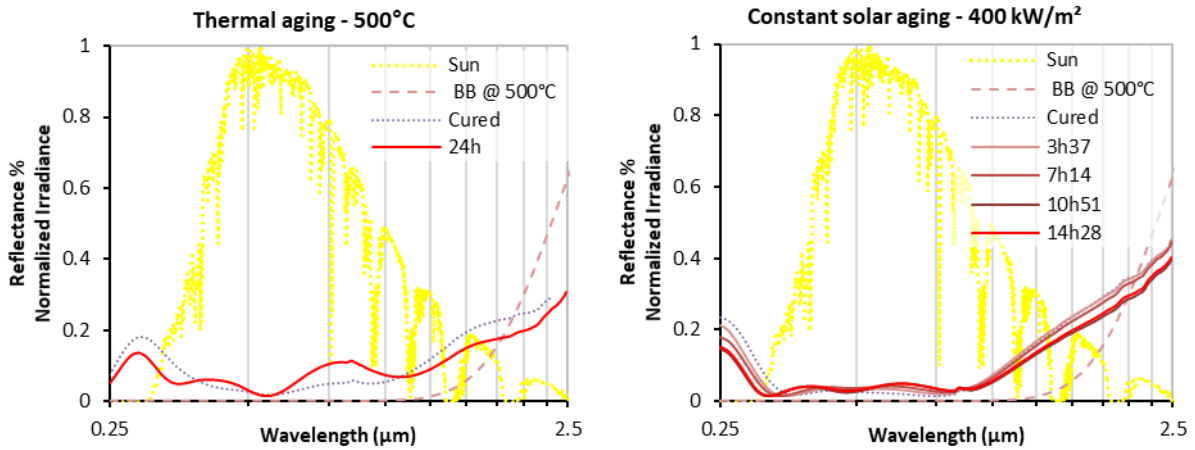 Thermal aging - 500°C
Reflectance %
Normalized Irradiance
1
0.8
0.6
0.4
0.2
0
Sun
BB @ 500°C
Cured
24h
0.25
Wavelength (µm)
2.5
Constant solar aging - 400 kW/m²
Reflectance %
Normalized Irradiance
1
0.8
0.6
0.4
0.2
0
Sun
BB @ 500°C
Cured
3h37
7h14
10h51
14h28
0.25
Wavelength (µm)
2.5